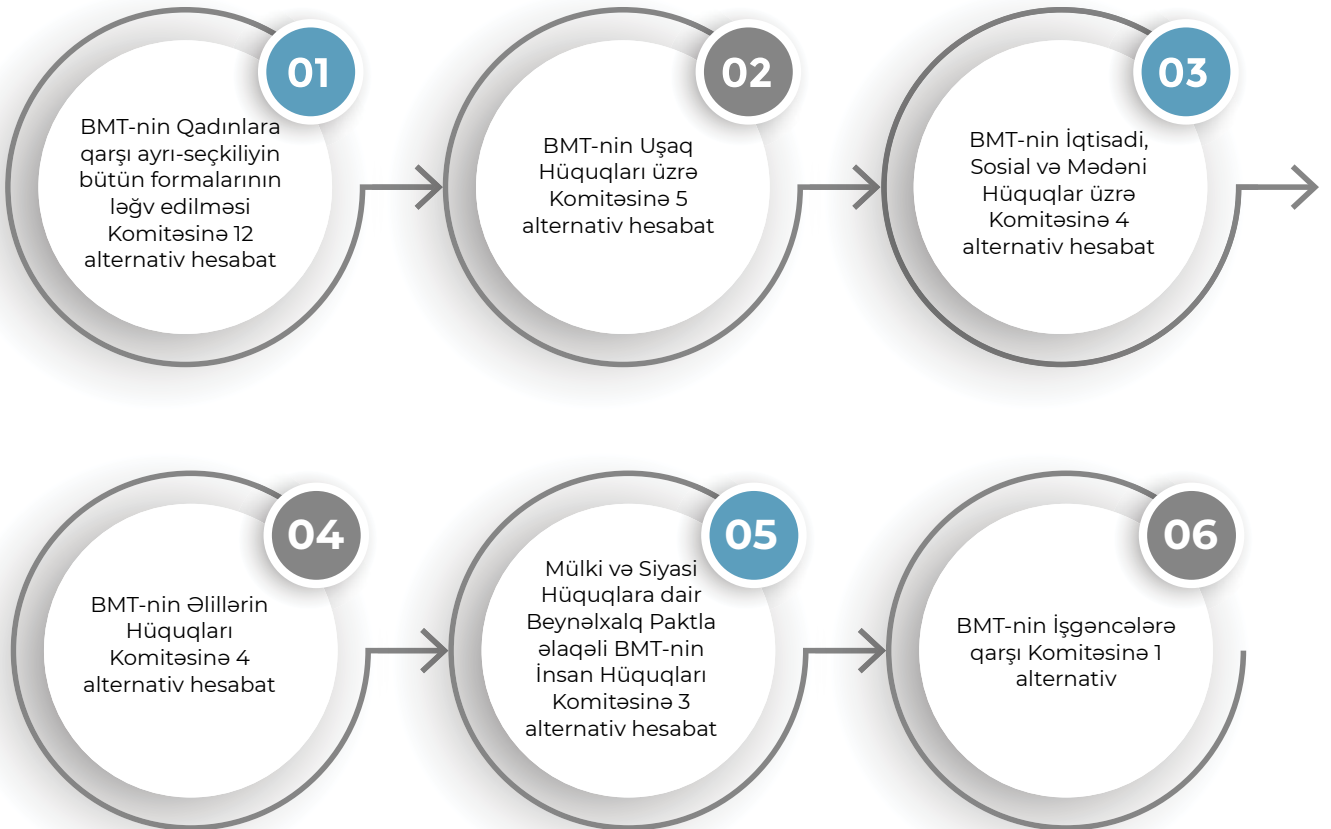 01
BMT-nin Qadınlara
qarşı ayrı-seçkiliyin
bütün formalarının
ləğv edilməsi
Komitəsinə 12
alternativ hesabat
02
BMT-nin Uşaq
Hüquqları üzrə
Komitəsinə 5
alternativ hesabat
03
BMT-nin İqtisadi,
Sosial və Mədəni
Hüquqlar üzrə
Komitəsinə 4
alternativ hesabat
04
BMT-nin Əlillərin
Hüquqları
Komitəsinə 4
alternativ hesabat
05
Mülki və Siyasi
Hüquqlara dair
Beynəlxalq Paktla
əlaqəli BMT-nin
İnsan Hüquqları
Komitəsinə 3
alternativ hesabat
06
BMT-nin İşgəncələrə
qarşı Komitəsinə 1
alternativ